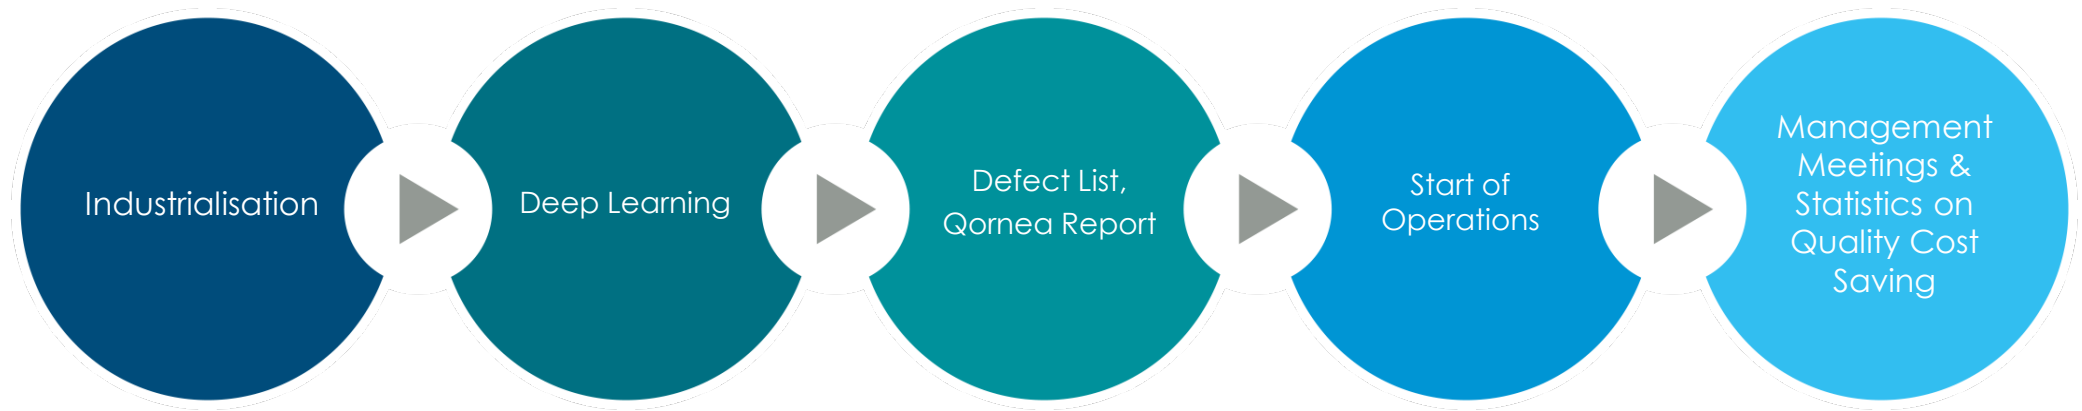 Industrialisation
Deep Learning
Defect List,
Qornea Report
Start of
Operations
Management
Meetings &
Statistics on
Quality Cost
Saving